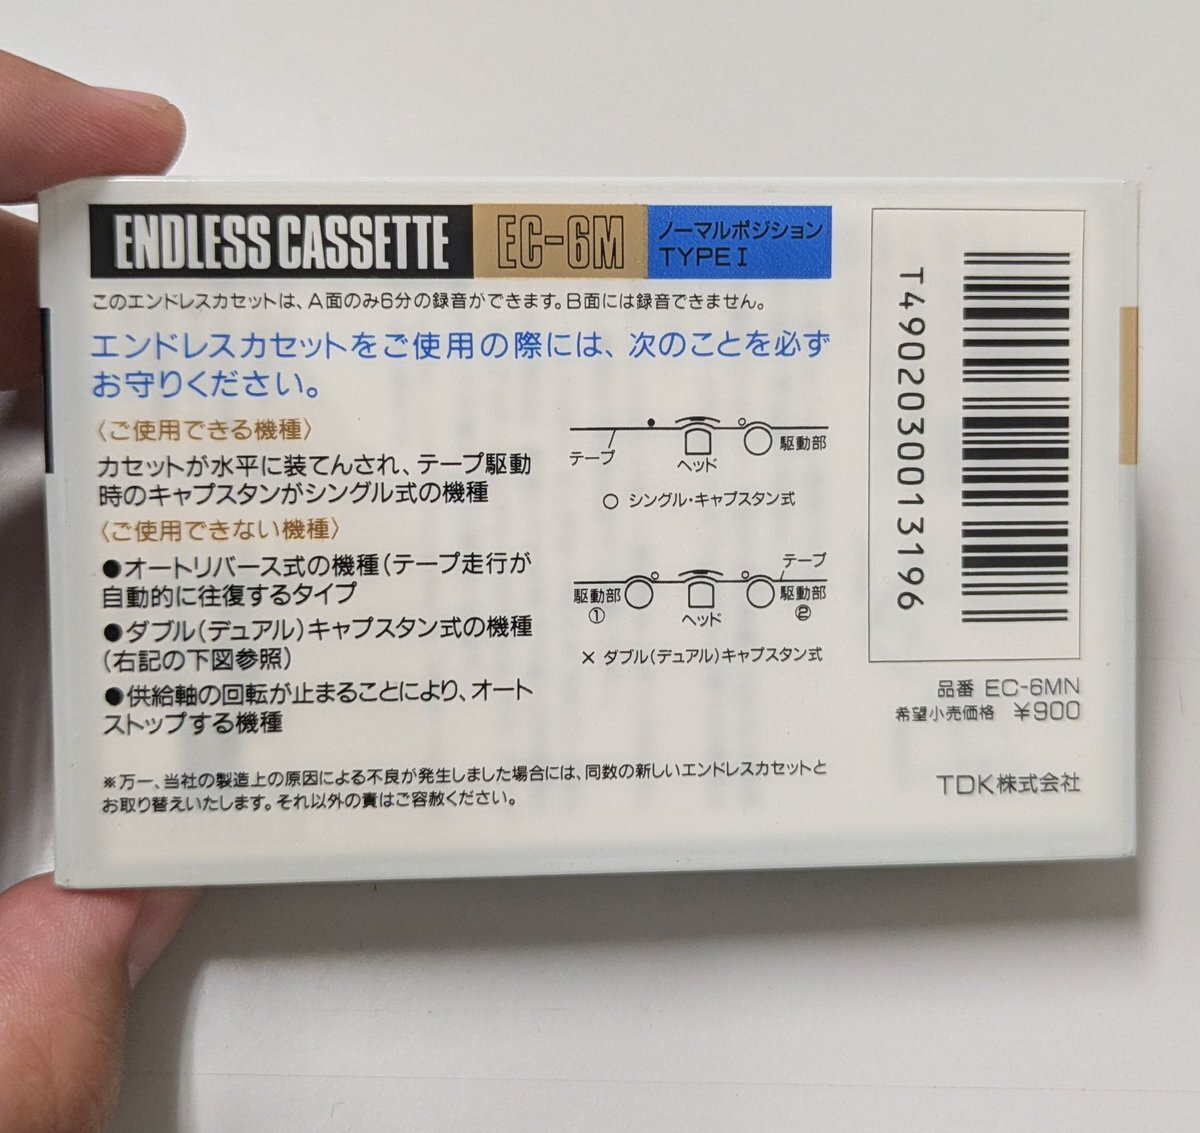 ENDLESS CASSETTE EC-6M ノーマルポジション
TYPE I
このエンドレスカセットは、A面のみ6分の録音ができます。B面には録音できません。
エンドレスカセットをご使用の際には、次のことを必ず
お守りください。
〈ご使用できる機種〉
カセットが水平に装てんされ、テープ駆動
時のキャプスタンがシングル式の機種
〈ご使用できない機種〉
●オートリバース式の機種(テープ走行が
自動的に往復するタイプ
●ダブル(デュアル)キャプスタン式の機種
(右記の下図参照)
●供給軸の回転が止まることにより、オート
ストップする機種
テープ
ヘッド
駆動部
○ シングル・キャプスタン式
テープ
駆動部
①
ヘッド
駆動部
②
× ダブル(デュアル)キャプスタン式
※万一、当社の製造上の原因による不良が発生しました場合には、同数の新しいエンドレスカセットと
お取り替えいたします。それ以外の責はご容赦ください。
T4902030013196
品番 EC-6MN
希望小売価格 ¥900
TDK株式会社